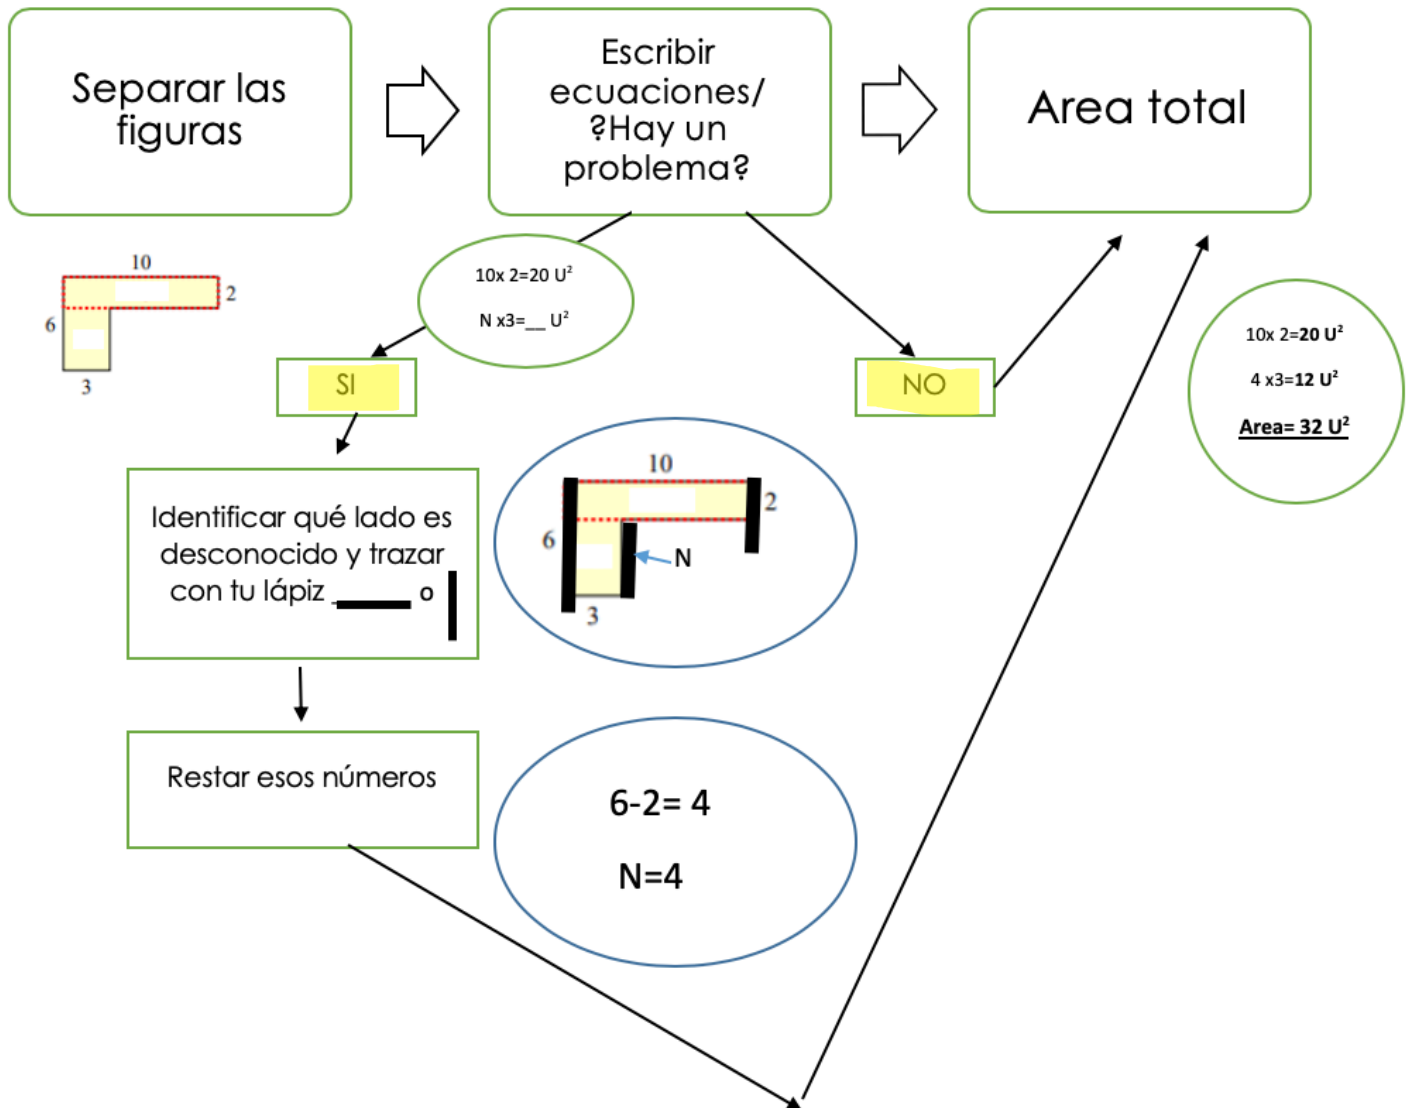 Separar las
figuras
Escribir
ecuaciones/
?Hay un
problema?
Area total
10
2
6
3
10x 2=20 U²
N x3=__ U²
SI
NO
10x 2=20 U²
4 x3=12 U²
Area= 32 U²
Identificar qué lado es
desconocido y trazar
con tu lápiz _ o
10
2
6
N
3
Restar esos números
6-2= 4
N=4